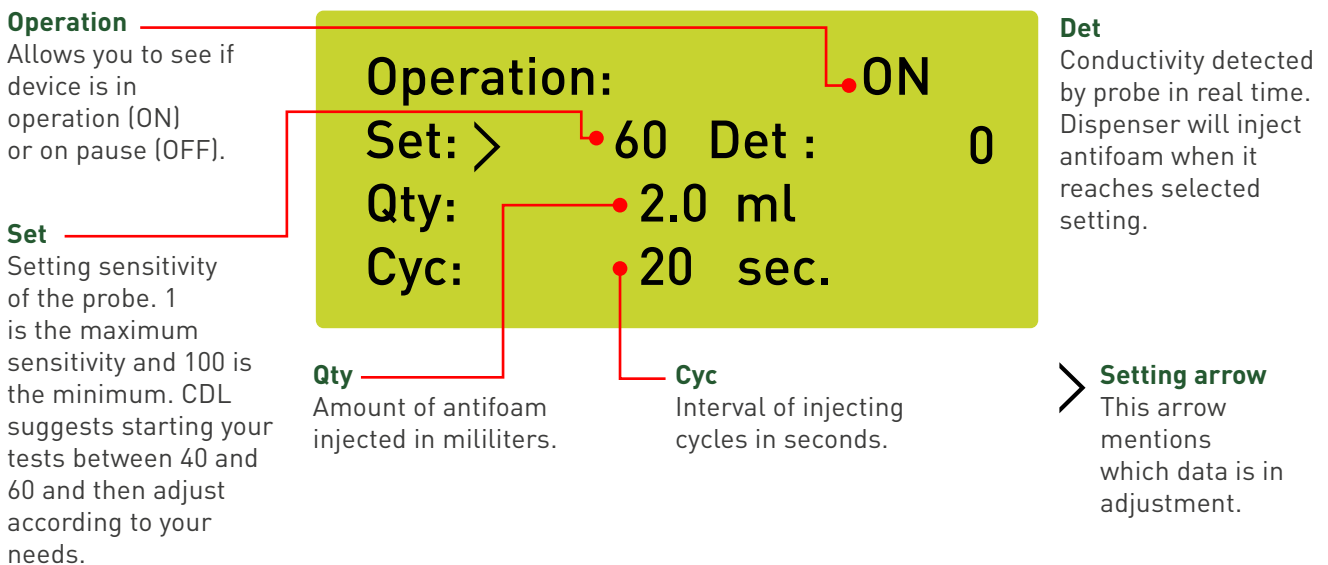 Operation
Allows you to see if
device is in
operation (ON)
or on pause (OFF).
Set
Setting sensitivity
of the probe. 1
is the maximum
sensitivity and 100 is
the minimum. CDL
suggests starting your
tests between 40 and
60 and then adjust
according to your
needs.
Operation: ON
Set: > 60 Det : 0
Qty: 2.0 ml
Cyc: 20 sec.
Qty
Amount of antifoam
injected in mililiters.
Cyc
Interval of injecting
cycles in seconds.
Det
Conductivity detected
by probe in real time.
Dispenser will inject
antifoam when it
reaches selected
setting.
> Setting arrow
This arrow
mentions
which data is in
adjustment.